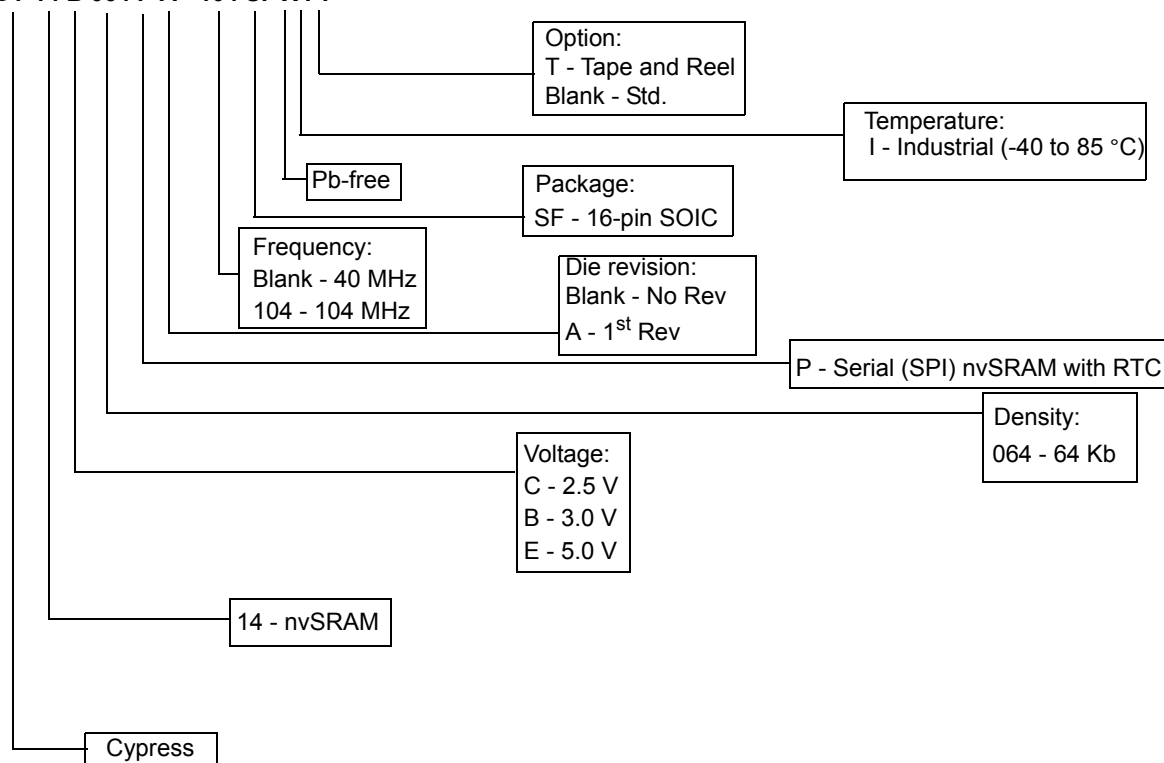 Option:
T - Tape and Reel
Blank - Std.
Temperature:
I - Industrial (-40 to 85 °C)
Pb-free
Package:
SF - 16-pin SOIC
Frequency:
Blank - 40 MHz
104 - 104 MHz
Die revision:
Blank - No Rev
A - 1st Rev
P - Serial (SPI) nvSRAM with RTC
Density:
064 - 64 Kb
Voltage:
C - 2.5 V
B - 3.0 V
E - 5.0 V
14 - nvSRAM
Cypress